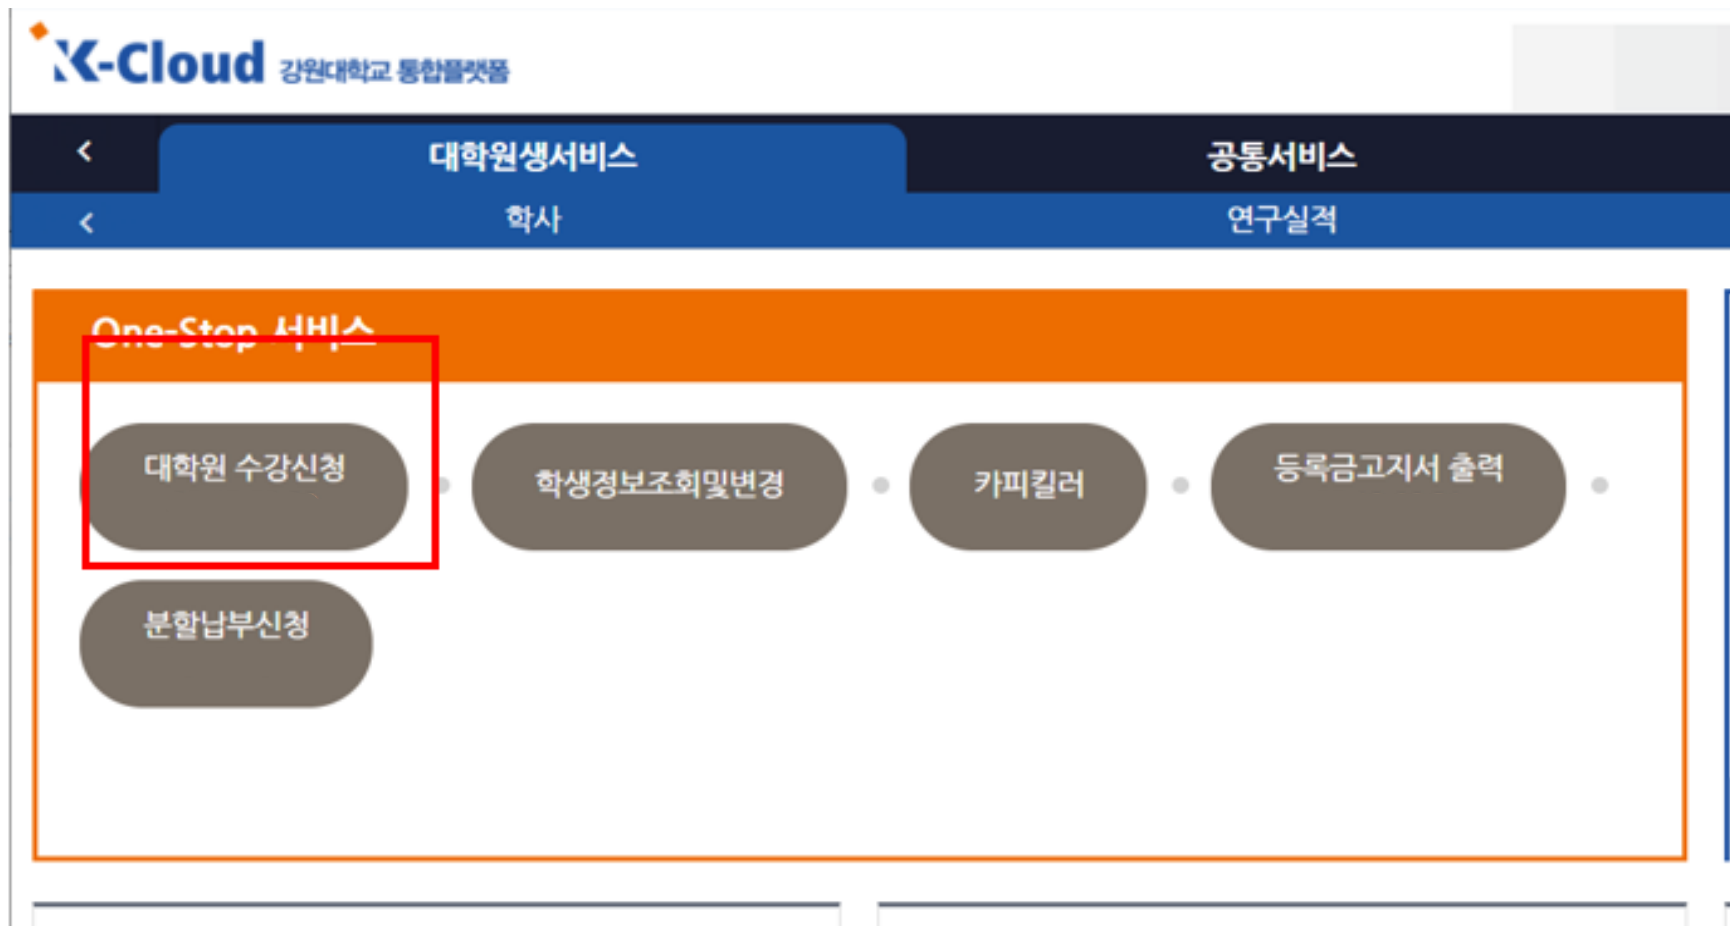 K-Cloud 강원대학교 통합플랫폼
대학원생서비스 공통서비스
학사 연구실적
One-Stop 서비스
대학원 수강신청 학생정보조회및변경 카피킬러 등록금고지서 출력
분할납부신청